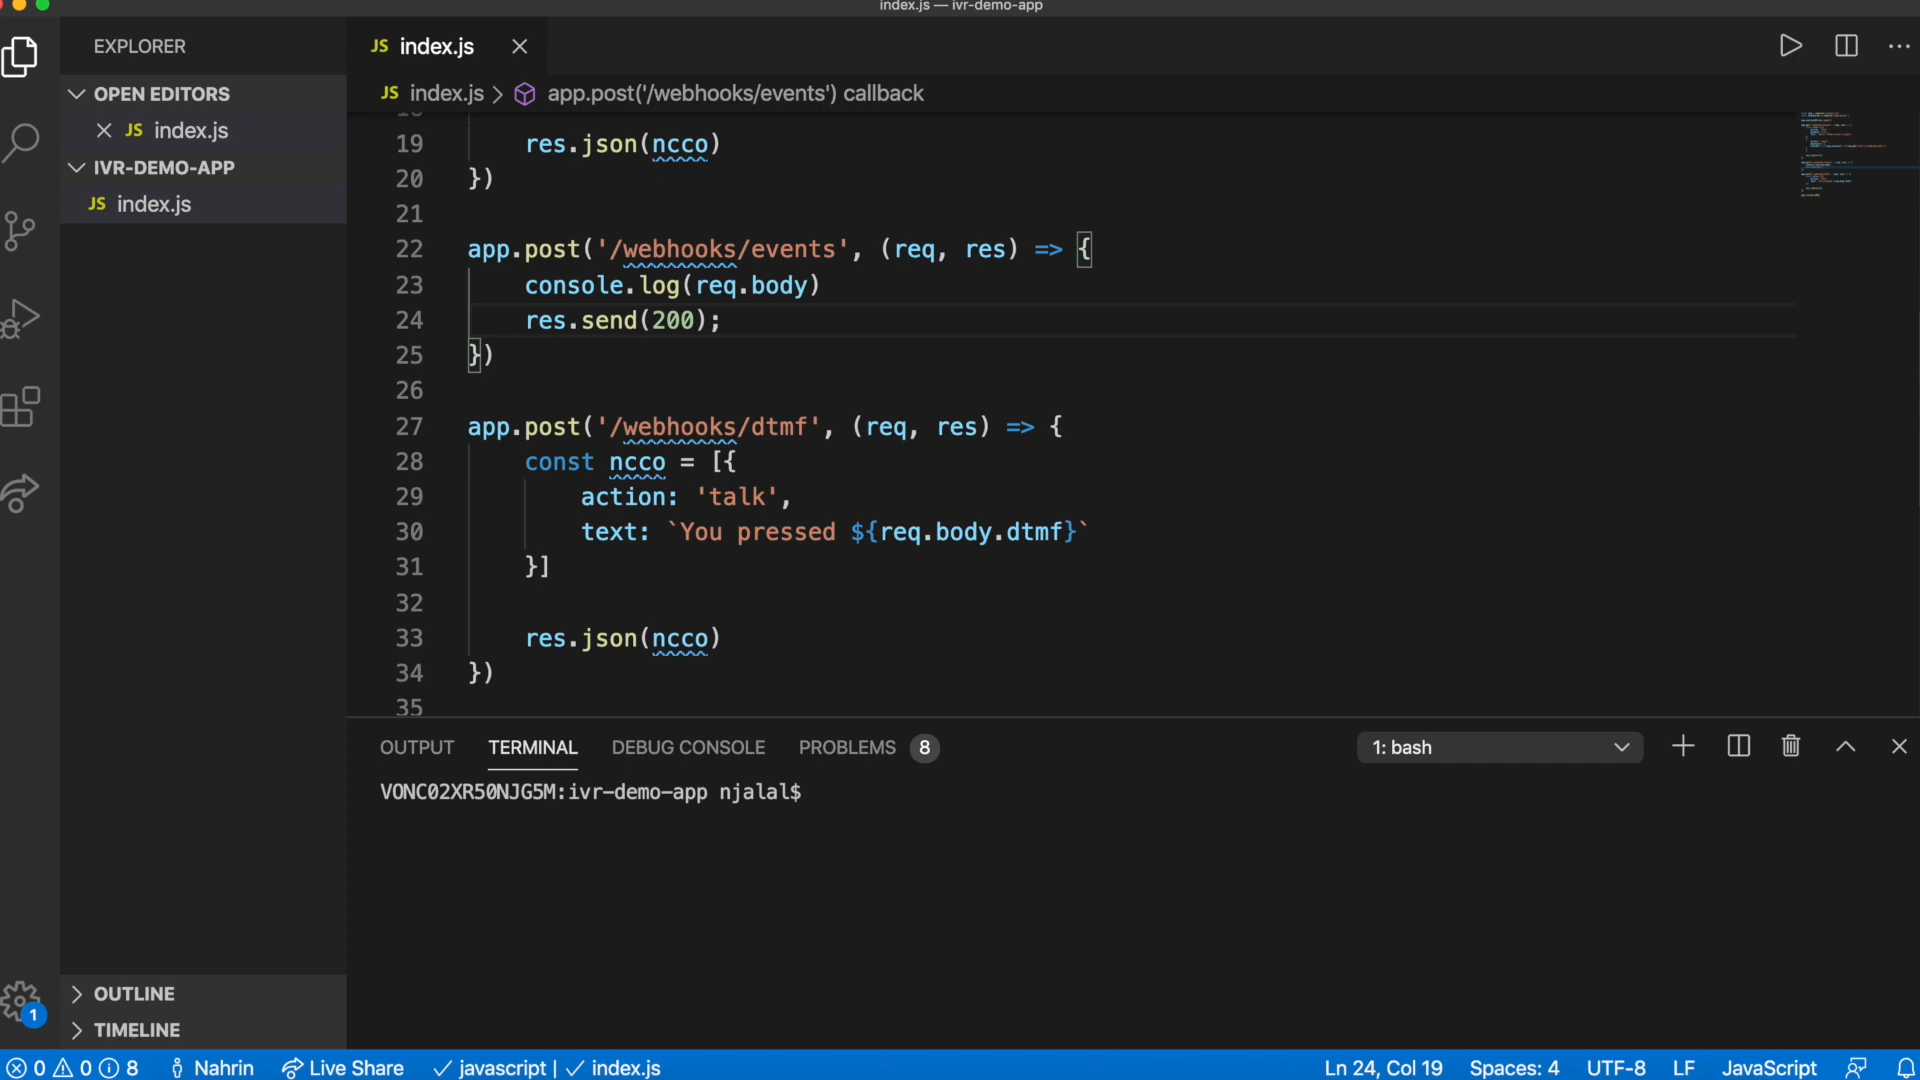 index.js — ivr-demo-app
EXPLORER
OPEN EDITORS
JS index.js
IVR-DEMO-APP
JS index.js
OUTLINE
TIMELINE
JS index.js
JS index.js > app.post('/webhooks/events') callback
19 res.json(ncco)
20 })
21
22 app.post('/webhooks/events', (req, res) => {
23 console.log(req.body)
24 res.send(200);
25 })
26
27 app.post('/webhooks/dtmf', (req, res) => {
28 const ncco = [{
29 action: 'talk',
30 text: `You pressed ${req.body.dtmf}`
31 }]
32
33 res.json(ncco)
34 })
35
OUTPUT TERMINAL DEBUG CONSOLE PROBLEMS 8 1: bash
VONC02XR50NJG5M:ivr-demo-app njalal$
1
0 0 8 Nahrin Live Share ✓ javascript | ✓ index.js Ln 24, Col 19 Spaces: 4 UTF-8 LF JavaScript